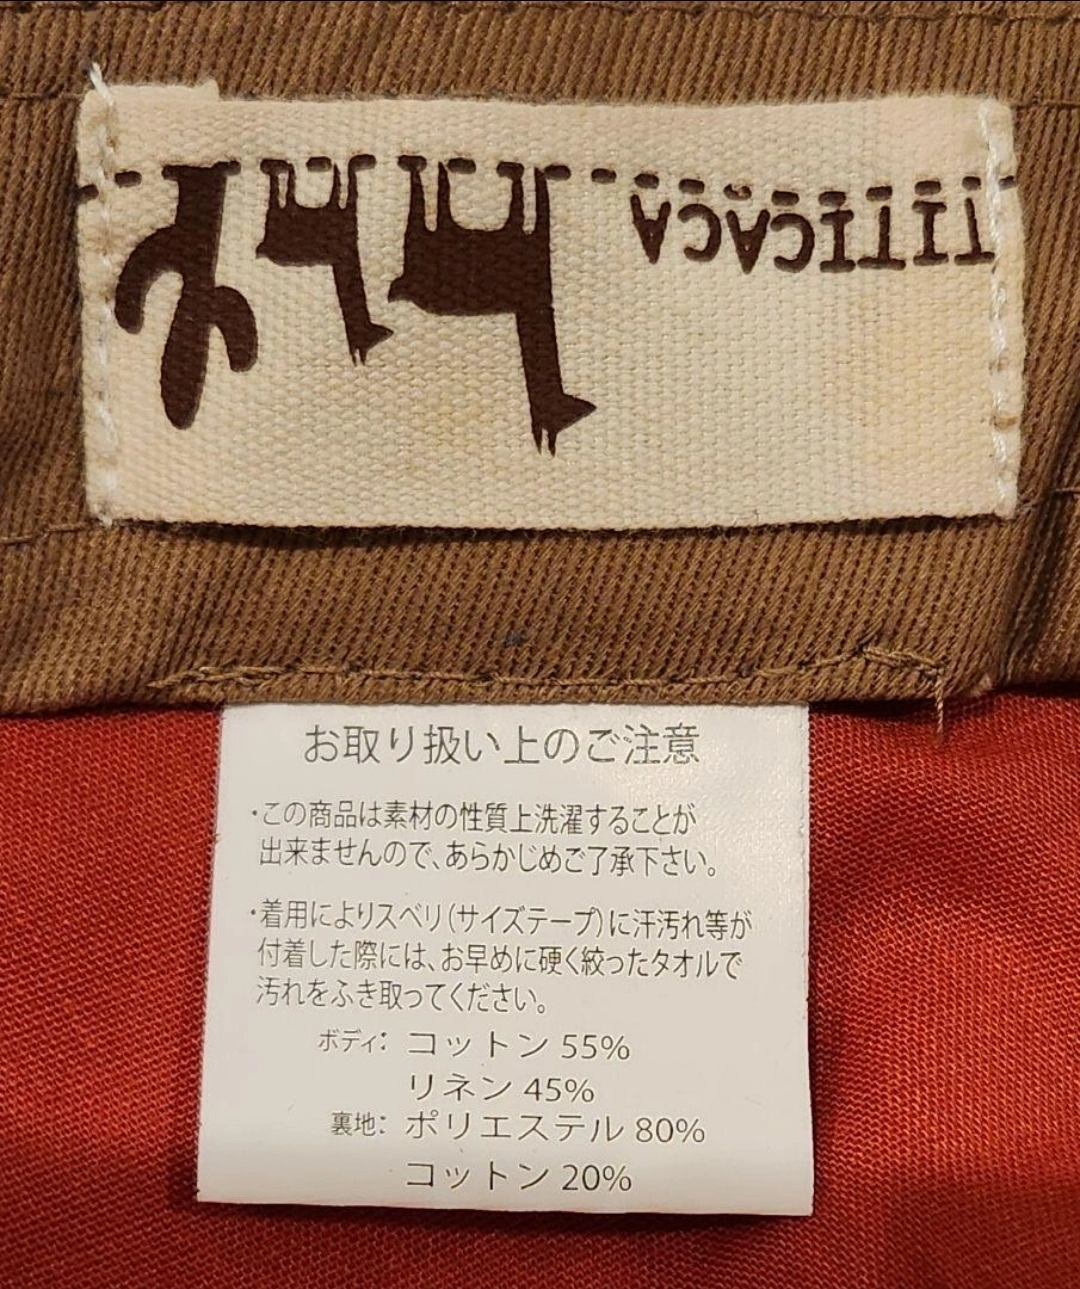 TITICACA
お取り扱い上のご注意
・この商品は素材の性質上洗濯することが
出来ませんので、あらかじめご了承下さい。
・着用によりスベリ(サイズテープ)に汗汚れ等が
付着した際には、お早めに硬く絞ったタオルで
汚れをふき取ってください。
ボディ: コットン 55%
リネン 45%
裏地: ポリエステル 80%
コットン 20%